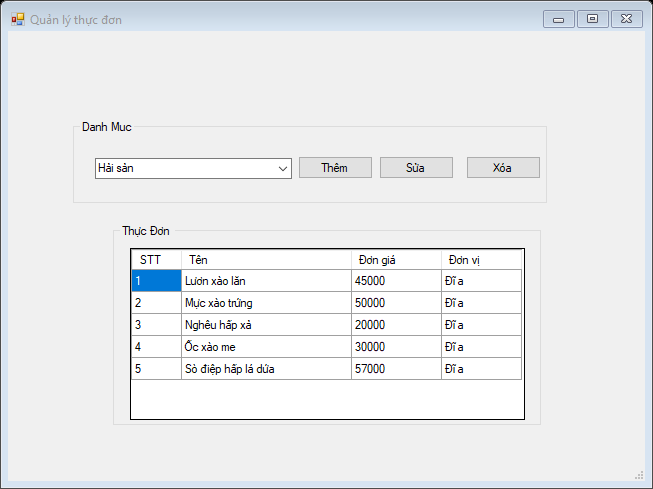 Quản lý thực đơn
Danh Muc
Hải sản
Thêm Sửa Xóa
Thực Đơn
STT Tên Đơn giá Đơn vị
1 Lươn xào lăn 45000 Đĩa
2 Mực xào trứng 50000 Đĩa
3 Nghêu hấp xả 20000 Đĩa
4 Ốc xào me 30000 Đĩa
5 Sò điệp hấp lá dứa 57000 Đĩa